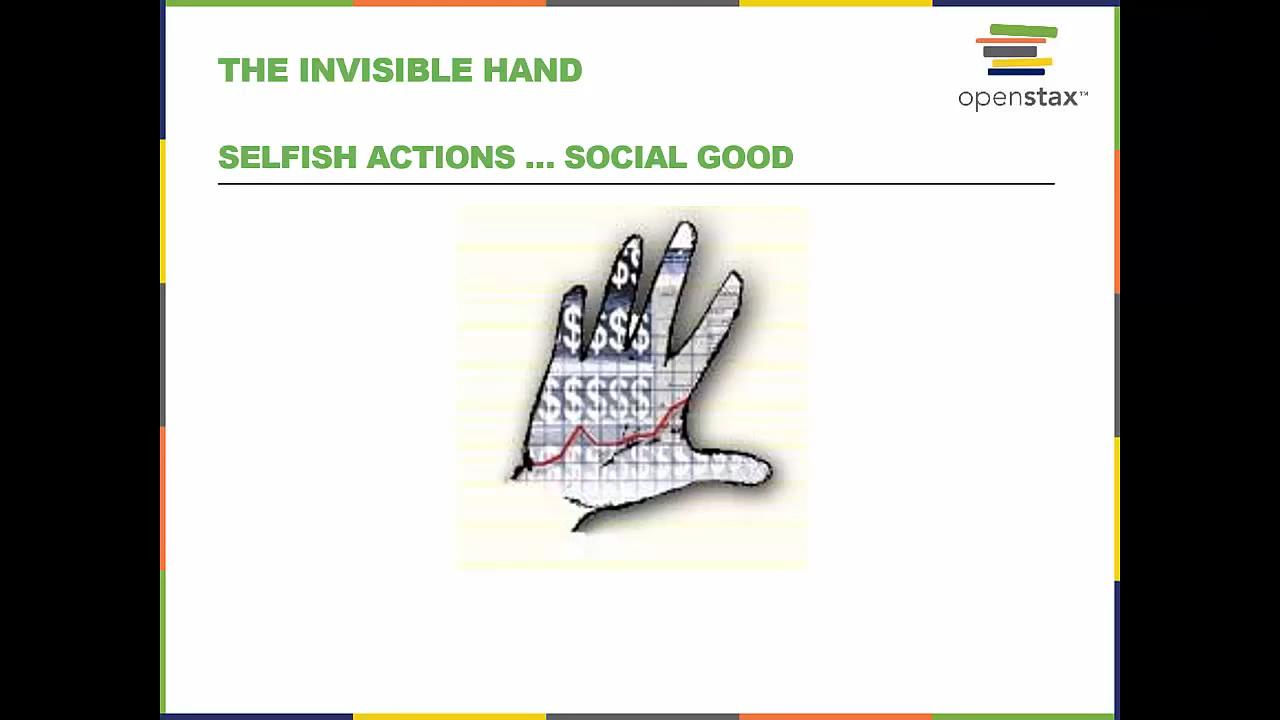 THE INVISIBLE HAND
openstax™
SELFISH ACTIONS ... SOCIAL GOOD
$
$
$$$
$$$$$
$$$$$$$